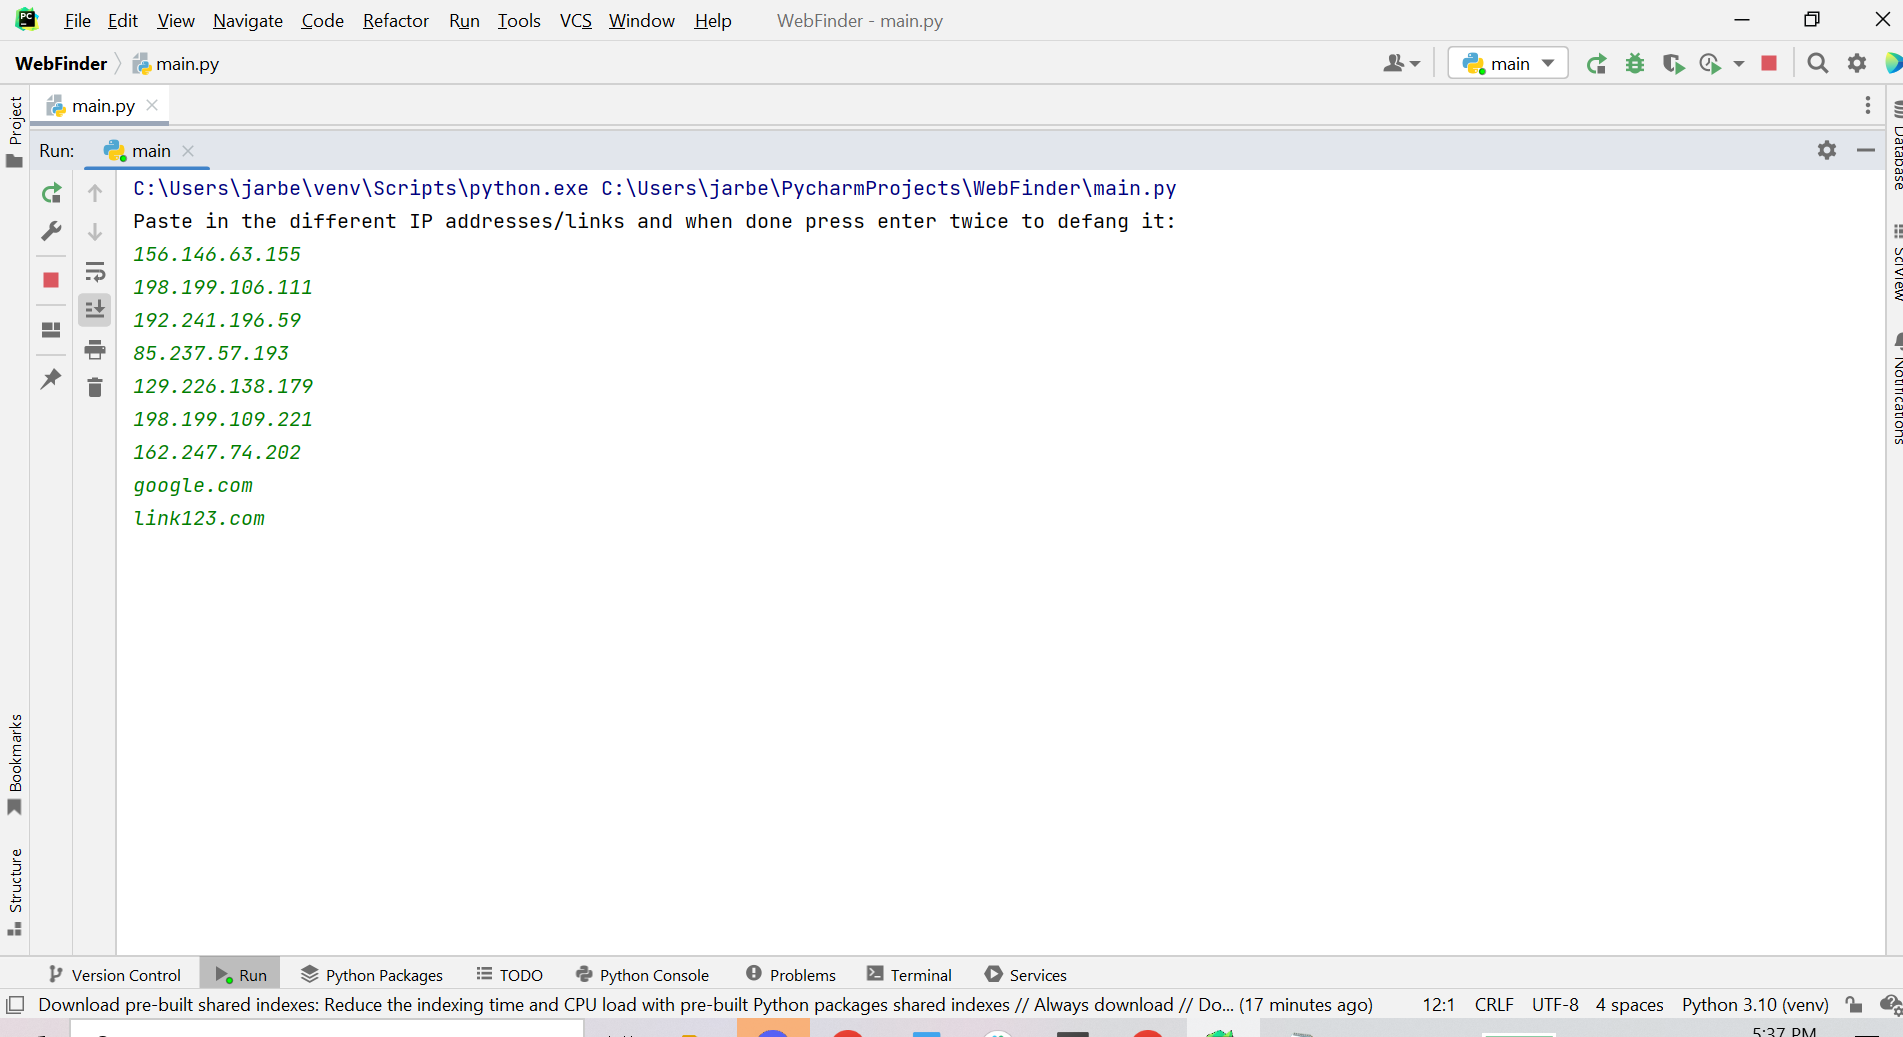 PC
File Edit View Navigate Code Refactor Run Tools VCS Window Help WebFinder - main.py
WebFinder main.py main
Project
main.py
Run: main
C:\Users\jarbe\venv\Scripts\python.exe C:\Users\jarbe\PycharmProjects\WebFinder\main.py
Paste in the different IP addresses/links and when done press enter twice to defang it:
156.146.63.155
198.199.106.111
192.241.196.59
85.237.57.193
129.226.138.179
198.199.109.221
162.247.74.202
google.com
link123.com
Database
SciView
Notifications
Bookmarks
Structure
Version Control Run Python Packages TODO Python Console Problems Terminal Services
Download pre-built shared indexes: Reduce the indexing time and CPU load with pre-built Python packages shared indexes // Always download // Do... (17 minutes ago) 12:1 CRLF UTF-8 4 spaces Python 3.10 (venv)
5:37 PM